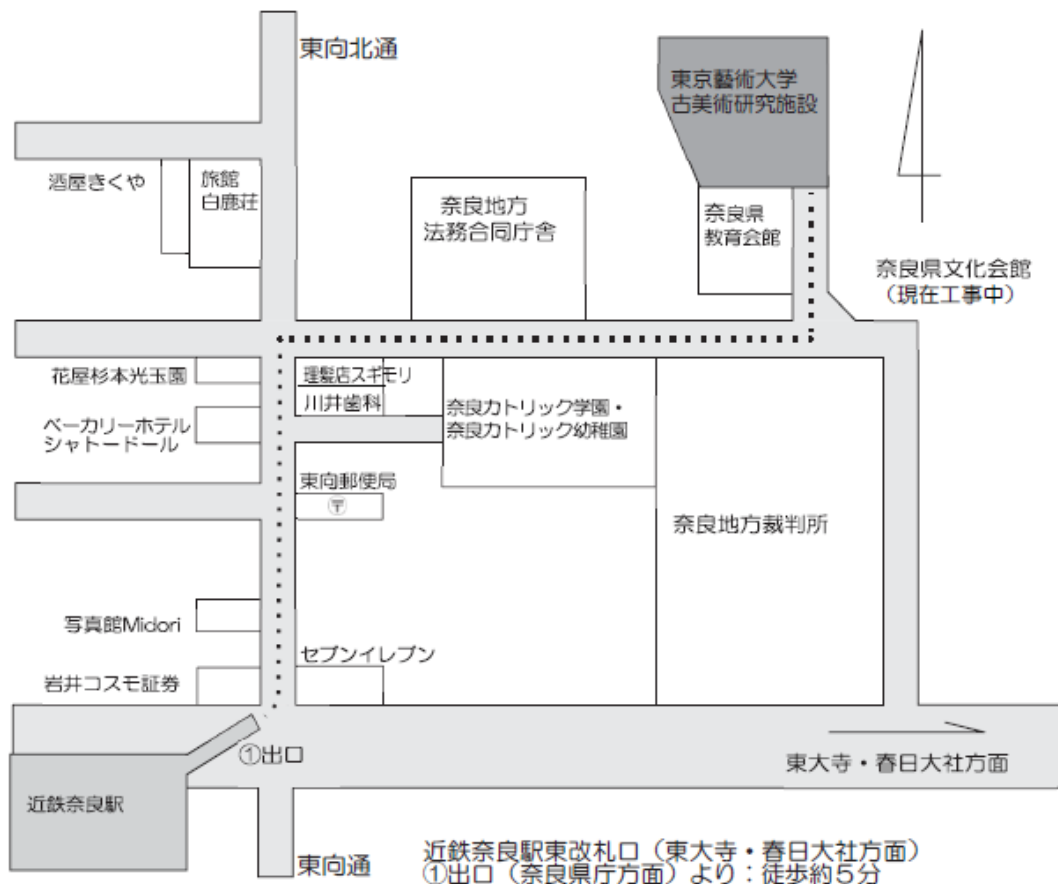 東向北通
東京藝術大学
古美術研究施設
酒屋きくや
旅館
白鹿荘
奈良地方
法務合同庁舎
奈良県
教育会館
奈良県文化会館
（現在工事中）
花屋杉本光玉園
理髪店スギモリ
川井歯科
ベーカリーホテル
シャトードール
奈良カトリック学園・
奈良カトリック幼稚園
東向郵便局
〒
奈良地方裁判所
写真館Midori
セブンイレブン
岩井コスモ証券
①出口
東大寺・春日大社方面
近鉄奈良駅
東向通
近鉄奈良駅東改札口（東大寺・春日大社方面）
①出口（奈良県庁方面）より：徒歩約５分